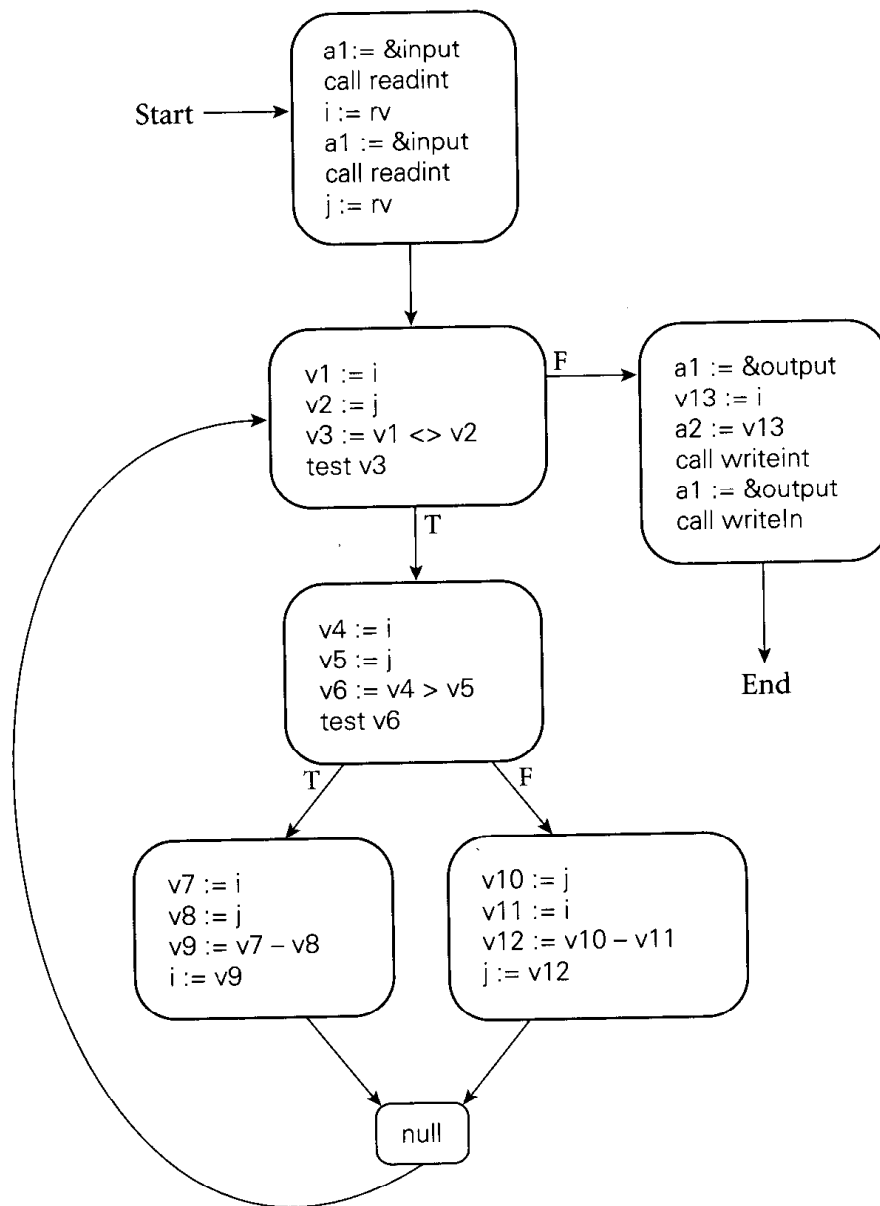 a1:= &input
call readint
Start
i := rv
a1 := &input
call readint
j := rv
v1 := i
v2 := j
v3 := v1 <> v2
test v3
F
a1 := &output
v13 := i
a2 := v13
call writeint
a1 := &output
call writeln
End
T
v4 := i
v5 := j
v6 := v4 > v5
test v6
T
F
v7 := i
v8 := j
v9 := v7 – v8
i := v9
v10 := j
v11 := i
v12 := v10 – v11
j := v12
null